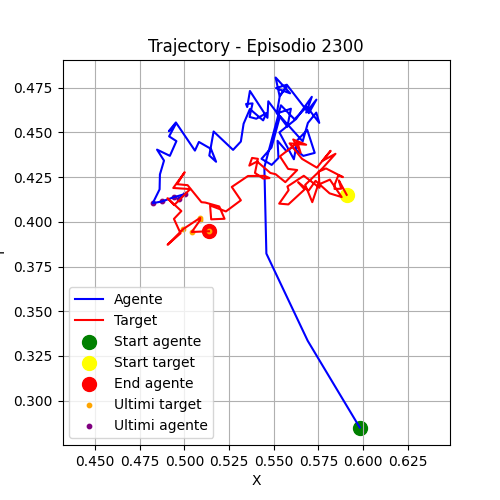 Trajectory - Episodio 2300
0.475
0.450
0.425
0.400
0.375
0.350
0.325
0.300
Agente
Target
Start agente
Start target
End agente
Ultimi target
Ultimi agente
0.450 0.475 0.500 0.525 0.550 0.575 0.600 0.625
X